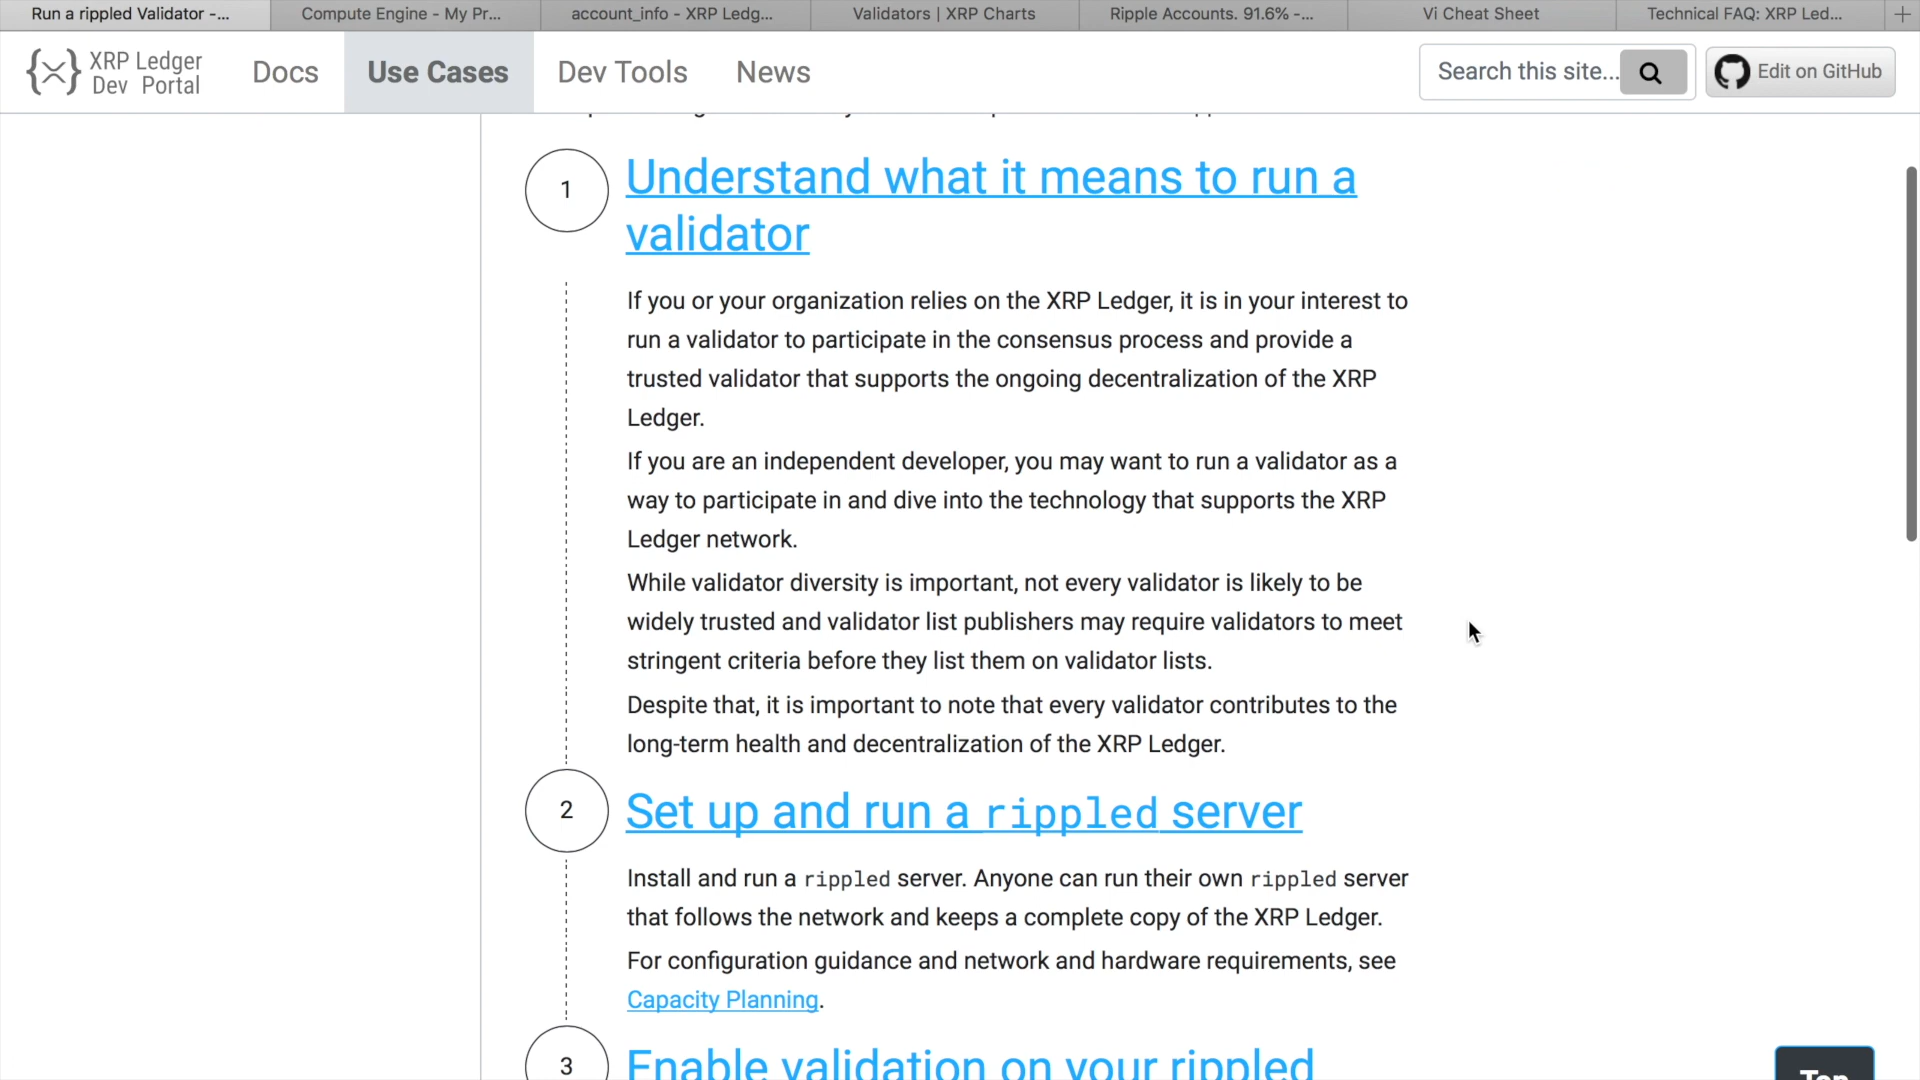 Run a rippled Validator -...
Compute Engine - My Pr...
account_info - XRP Ledg...
Validators | XRP Charts
Ripple Accounts. 91.6% -...
Vi Cheat Sheet
Technical FAQ: XRP Led...
XRP Ledger
Dev Portal
Docs
Use Cases
Dev Tools
News
Search this site...
Edit on GitHub
1
Understand what it means to run a
validator
If you or your organization relies on the XRP Ledger, it is in your interest to
run a validator to participate in the consensus process and provide a
trusted validator that supports the ongoing decentralization of the XRP
Ledger.
If you are an independent developer, you may want to run a validator as a
way to participate in and dive into the technology that supports the XRP
Ledger network.
While validator diversity is important, not every validator is likely to be
widely trusted and validator list publishers may require validators to meet
stringent criteria before they list them on validator lists.
Despite that, it is important to note that every validator contributes to the
long-term health and decentralization of the XRP Ledger.
2
Set up and run a rippled server
Install and run a rippled server. Anyone can run their own rippled server
that follows the network and keeps a complete copy of the XRP Ledger.
For configuration guidance and network and hardware requirements, see
Capacity Planning.
3
Enable validation on your rippled
Top